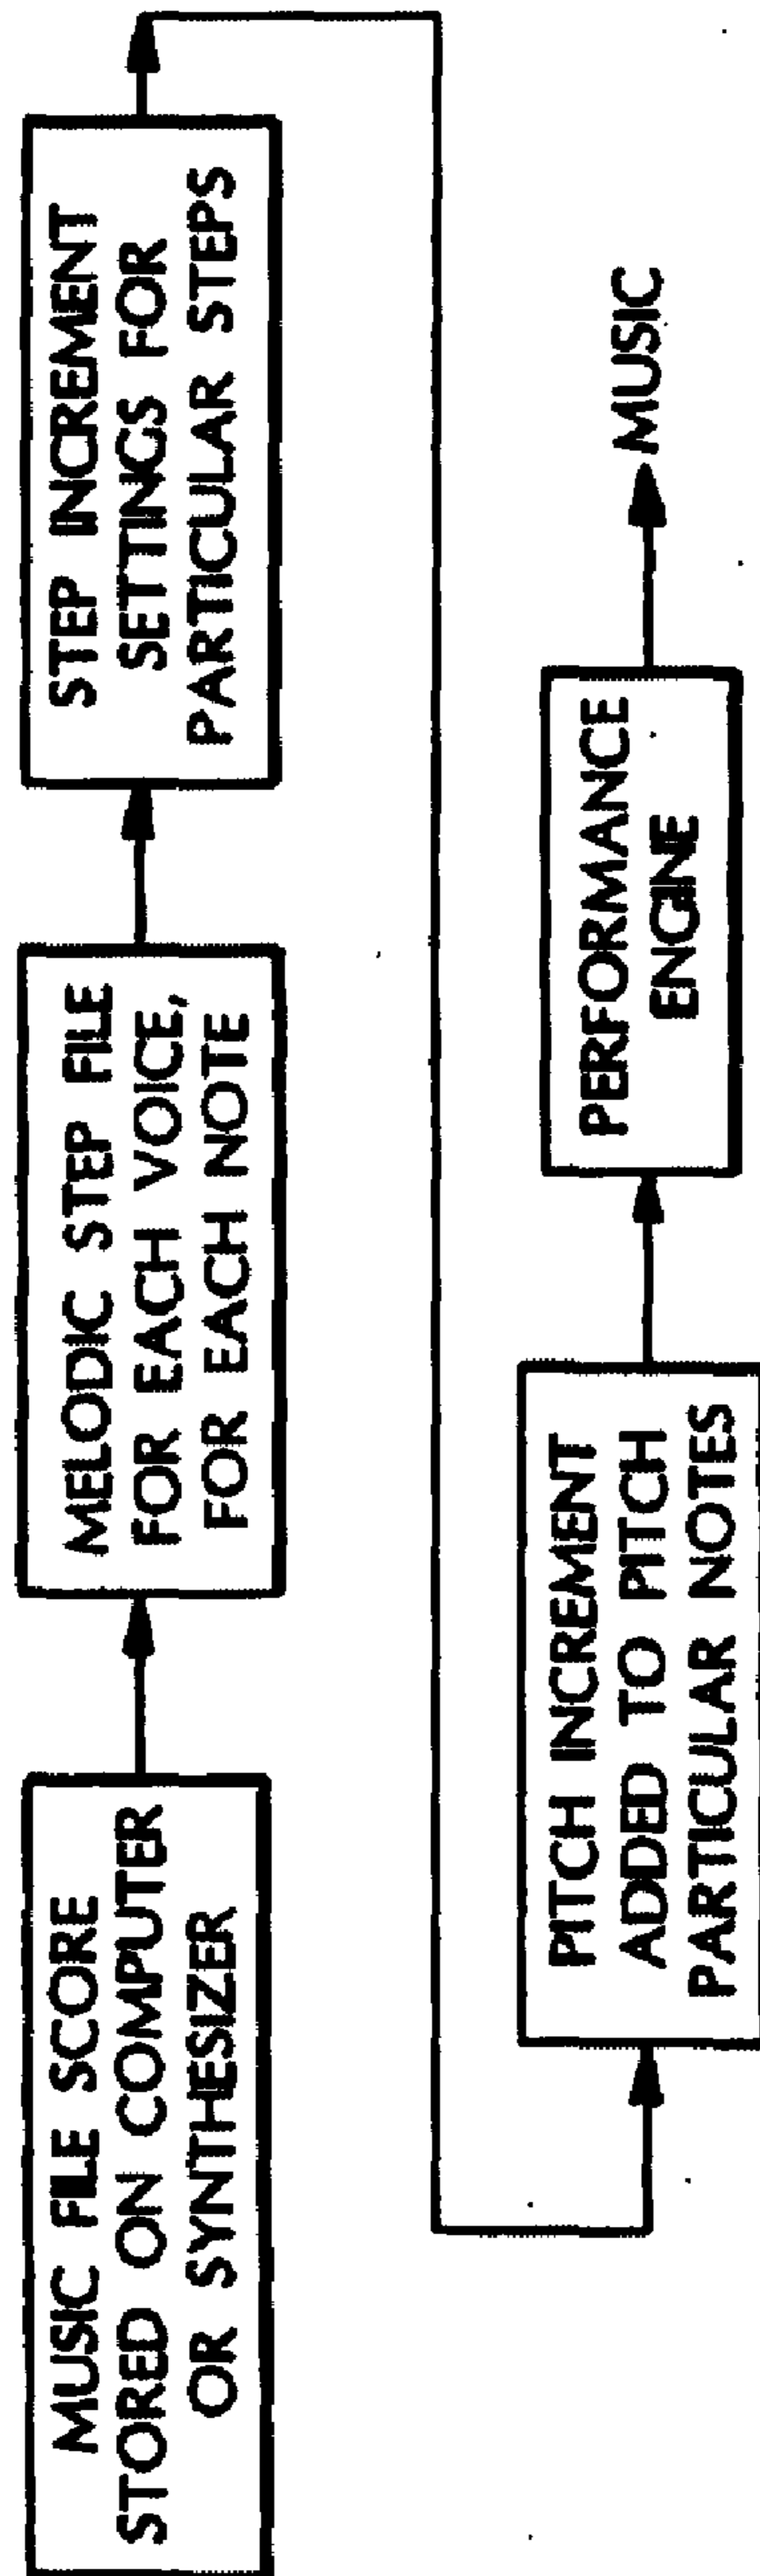 MUSIC FILE SCORE
STORED ON COMPUTER
OR SYNTHESIZER
MELODIC STEP FILE
FOR EACH VOICE,
FOR EACH NOTE
STEP INCREMENT
SETTINGS FOR
PARTICULAR STEPS
PITCH INCREMENT
ADDED TO PITCH
PARTICULAR NOTES
PERFORMANCE
ENGINE
MUSIC